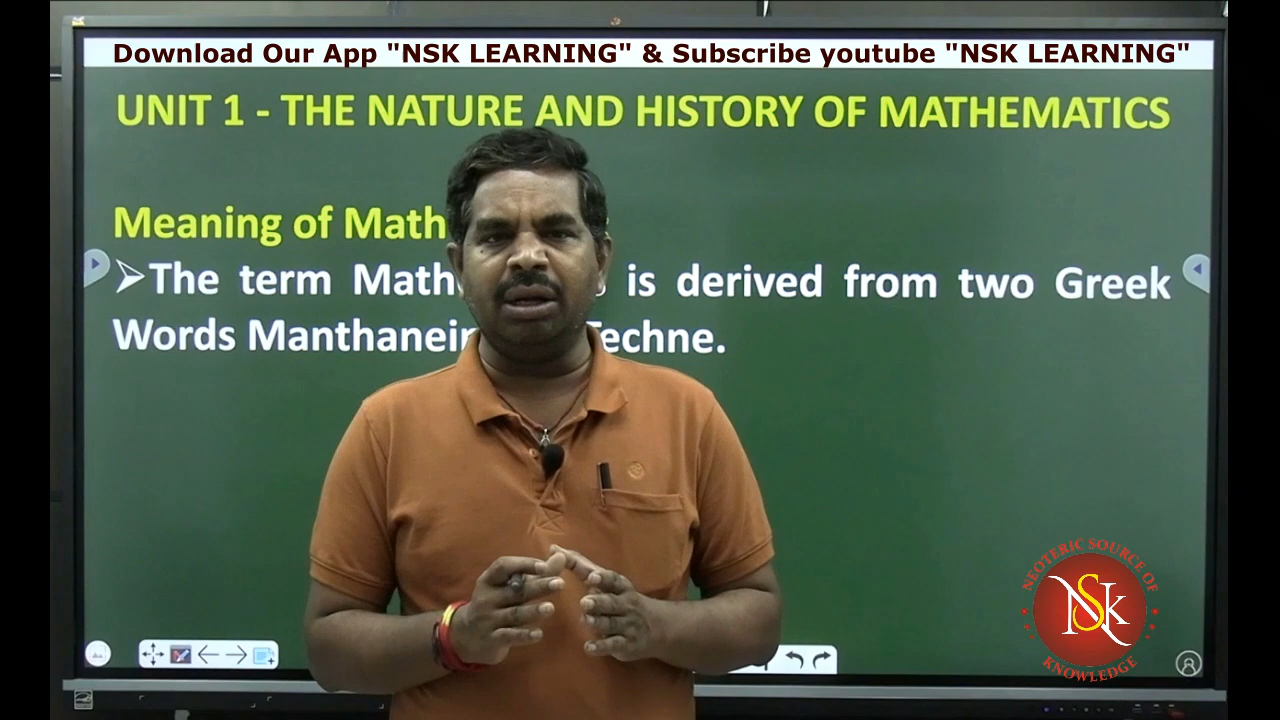 Download Our App "NSK LEARNING" & Subscribe youtube "NSK LEARNING"
UNIT 1 - THE NATURE AND HISTORY OF MATHEMATICS
Meaning of Math
➢The term Math s is derived from two Greek
Words Manthanein Techne.
NEOTERIC SOURCE OF
NSK
KNOWLEDGE